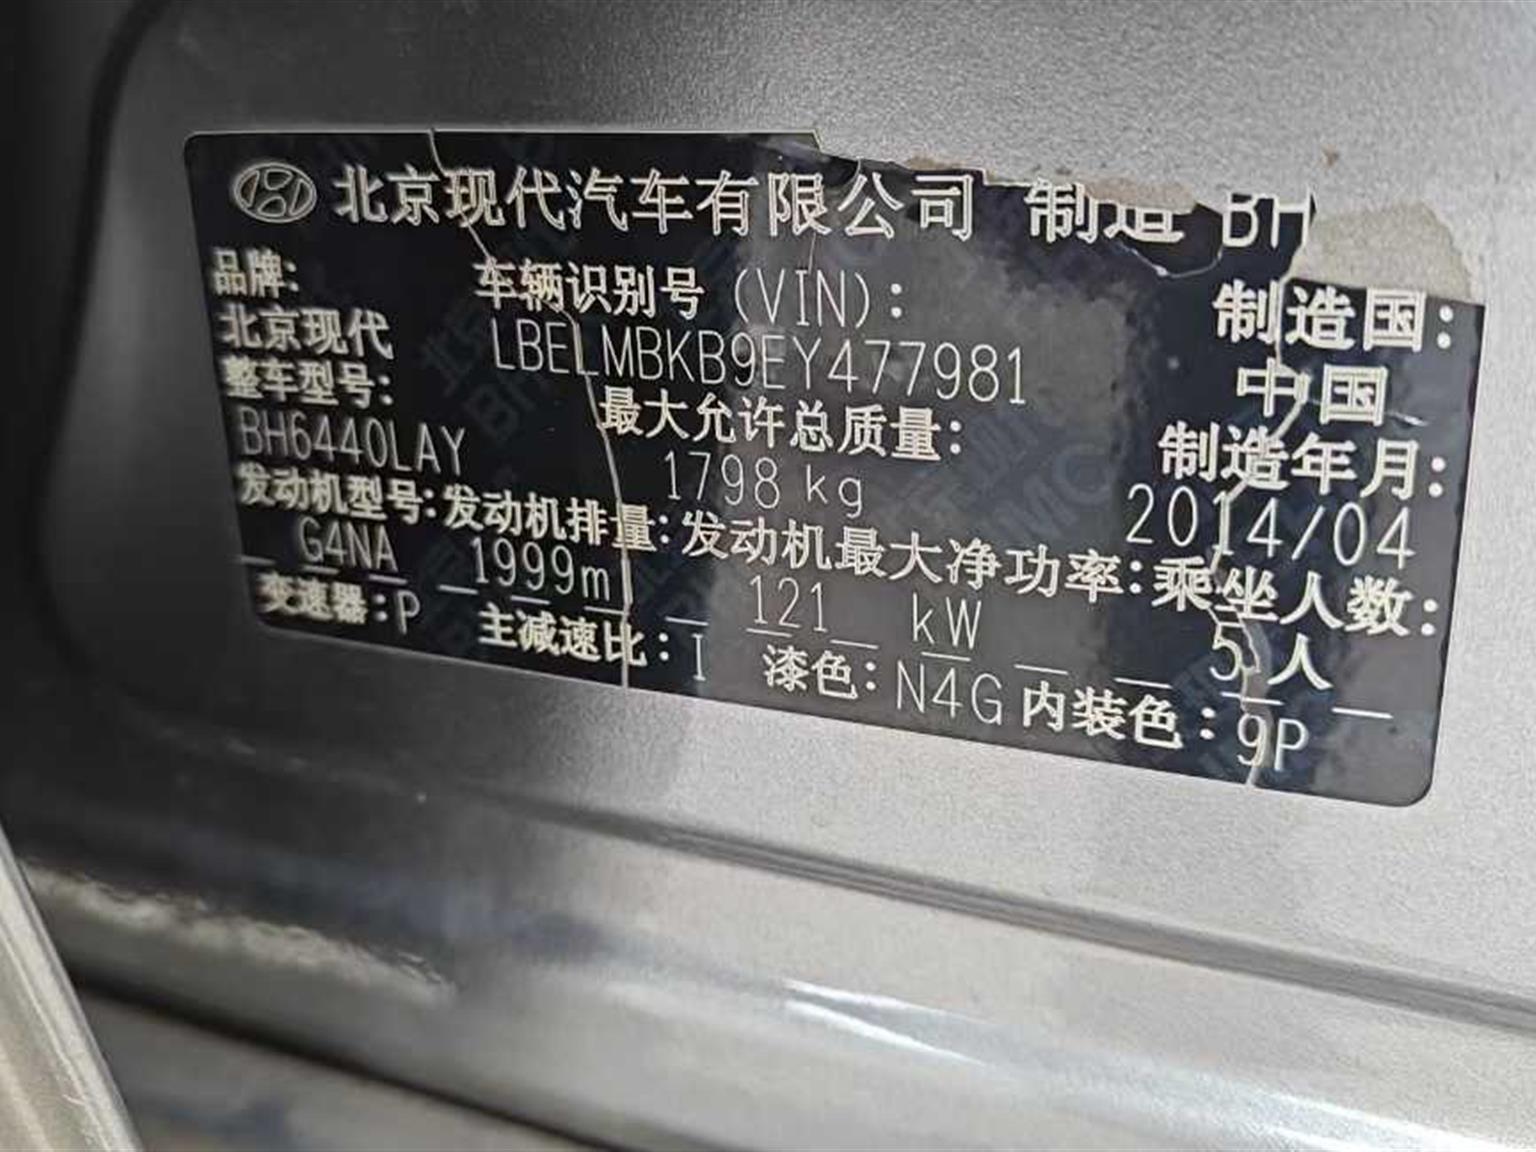 北京现代汽车有限公司 制造 BH
品牌: 车辆识别号 (VIN): 制造国:
北京现代 LBELMBKB9EY477981 中国
整车型号: 最大允许总质量: 制造年月:
BH6440LAY 1798 kg 2014/04
发动机型号: 发动机排量: 发动机最大净功率: 乘坐人数:
G4NA 1999m 121 kW 5 人
变速器: P 主减速比: I 漆色: N4G 内装色: 9P